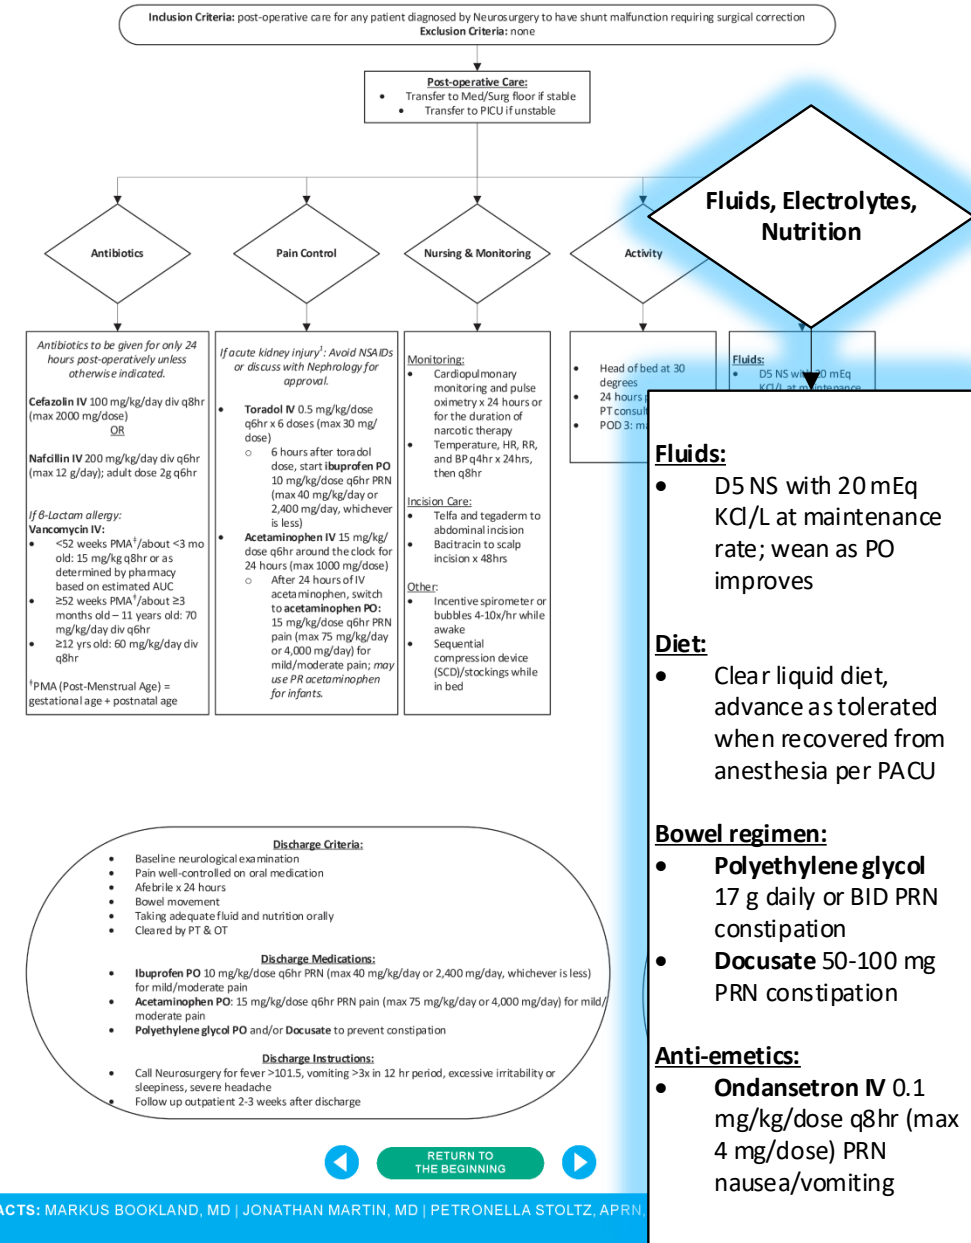 Inclusion Criteria: post-operative care for any patient diagnosed by Neurosurgery to have shunt malfunction requiring surgical correction
Exclusion Criteria: none
Post-operative Care:
• Transfer to Med/Surg floor if stable
• Transfer to PICU if unstable
Antibiotics
Pain Control
Nursing & Monitoring
Activity
Fluids, Electrolytes,
Nutrition
Antibiotics to be given for only 24
hours post-operatively unless
otherwise indicated.
Cefazolin IV 100 mg/kg/day div q8hr
(max 2000 mg/dose)
OR
Nafcillin IV 200 mg/kg/day div q6hr
(max 12 g/day); adult dose 2g q6hr
If β-Lactam allergy:
Vancomycin IV:
• <52 weeks PMA‡/about <3 mo
old: 15 mg/kg q8hr or as
determined by pharmacy
based on estimated AUC
• ≥52 weeks PMA‡/about ≥3
months old – 11 years old: 70
mg/kg/day div q6hr
• ≥12 yrs old: 60 mg/kg/day div
q8hr
‡PMA (Post-Menstrual Age) =
gestational age + postnatal age
If acute kidney injury‡: Avoid NSAIDs
or discuss with Nephrology for
approval.
• Toradol IV 0.5 mg/kg/dose
q6hr x 6 doses (max 30 mg/
dose)
○ 6 hours after toradol
dose, start ibuprofen PO
10 mg/kg/dose q6hr PRN
(max 40 mg/kg/day or
2,400 mg/day, whichever
is less)
• Acetaminophen IV 15 mg/kg/
dose q6hr around the clock for
24 hours (max 1000 mg/dose)
○ After 24 hours of IV
acetaminophen, switch
to acetaminophen PO:
15 mg/kg/dose q6hr PRN
pain (max 75 mg/kg/day
or 4,000 mg/day) for
mild/moderate pain; may
use PR acetaminophen
for infants.
Monitoring:
• Cardiopulmonary
monitoring and pulse
oximetry x 24 hours or
for the duration of
narcotic therapy
• Temperature, HR, RR,
and BP q4hr x 24hrs,
then q8hr
Incision Care:
• Telfa and tegaderm to
abdominal incision
• Bacitracin to scalp
incision x 48hrs
Other:
• Incentive spirometer or
bubbles 4-10x/hr while
awake
• Sequential
compression device
(SCD)/stockings while
in bed
• Head of bed at 30
degrees
• 24 hours
PT consult
• POD 3:
Fluids:
• D5 NS with 20 mEq
KCl/L at maintenance
Fluids:
• D5 NS with 20 mEq
KCl/L at maintenance
rate; wean as PO
improves
Diet:
• Clear liquid diet,
advance as tolerated
when recovered from
anesthesia per PACU
Bowel regimen:
• Polyethylene glycol
17 g daily or BID PRN
constipation
• Docusate 50-100 mg
PRN constipation
Anti-emetics:
• Ondansetron IV 0.1
mg/kg/dose q8hr (max
4 mg/dose) PRN
nausea/vomiting
Discharge Criteria:
• Baseline neurological examination
• Pain well-controlled on oral medication
• Afebrile x 24 hours
• Bowel movement
• Taking adequate fluid and nutrition orally
• Cleared by PT & OT
Discharge Medications:
• Ibuprofen PO 10 mg/kg/dose q6hr PRN (max 40 mg/kg/day or 2,400 mg/day, whichever is less)
for mild/moderate pain
• Acetaminophen PO: 15 mg/kg/dose q6hr PRN pain (max 75 mg/kg/day or 4,000 mg/day) for mild/
moderate pain
• Polyethylene glycol PO and/or Docusate to prevent constipation
Discharge Instructions:
• Call Neurosurgery for fever >101.5, vomiting >3x in 12 hr period, excessive irritability or
sleepiness, severe headache
• Follow up outpatient 2-3 weeks after discharge
RETURN TO
THE BEGINNING
ACTS: MARKUS BOOKLAND, MD | JONATHAN MARTIN, MD | PETRONELLA STOLTZ, APRN,